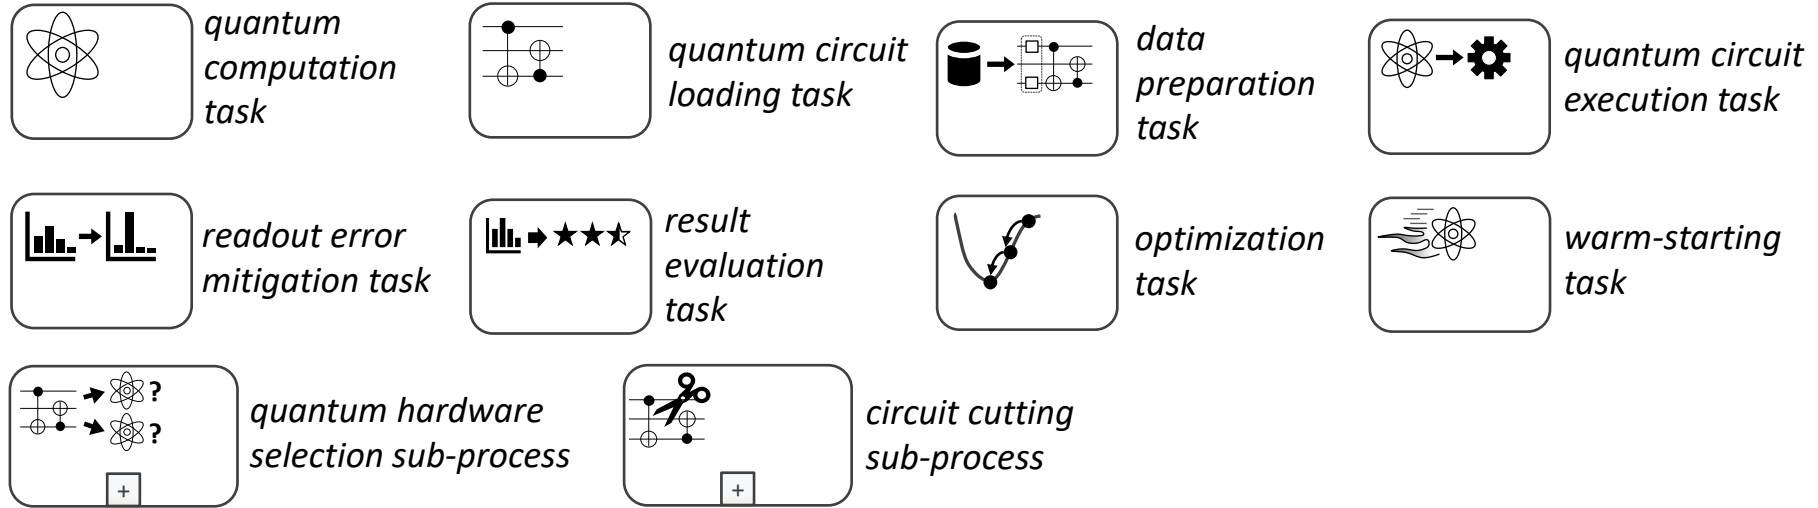 quantum
computation
task
quantum circuit
loading task
data
preparation
task
quantum circuit
execution task
readout error
mitigation task
result
evaluation
task
optimization
task
warm-starting
task
?
?
+
quantum hardware
selection sub-process
+
circuit cutting
sub-process